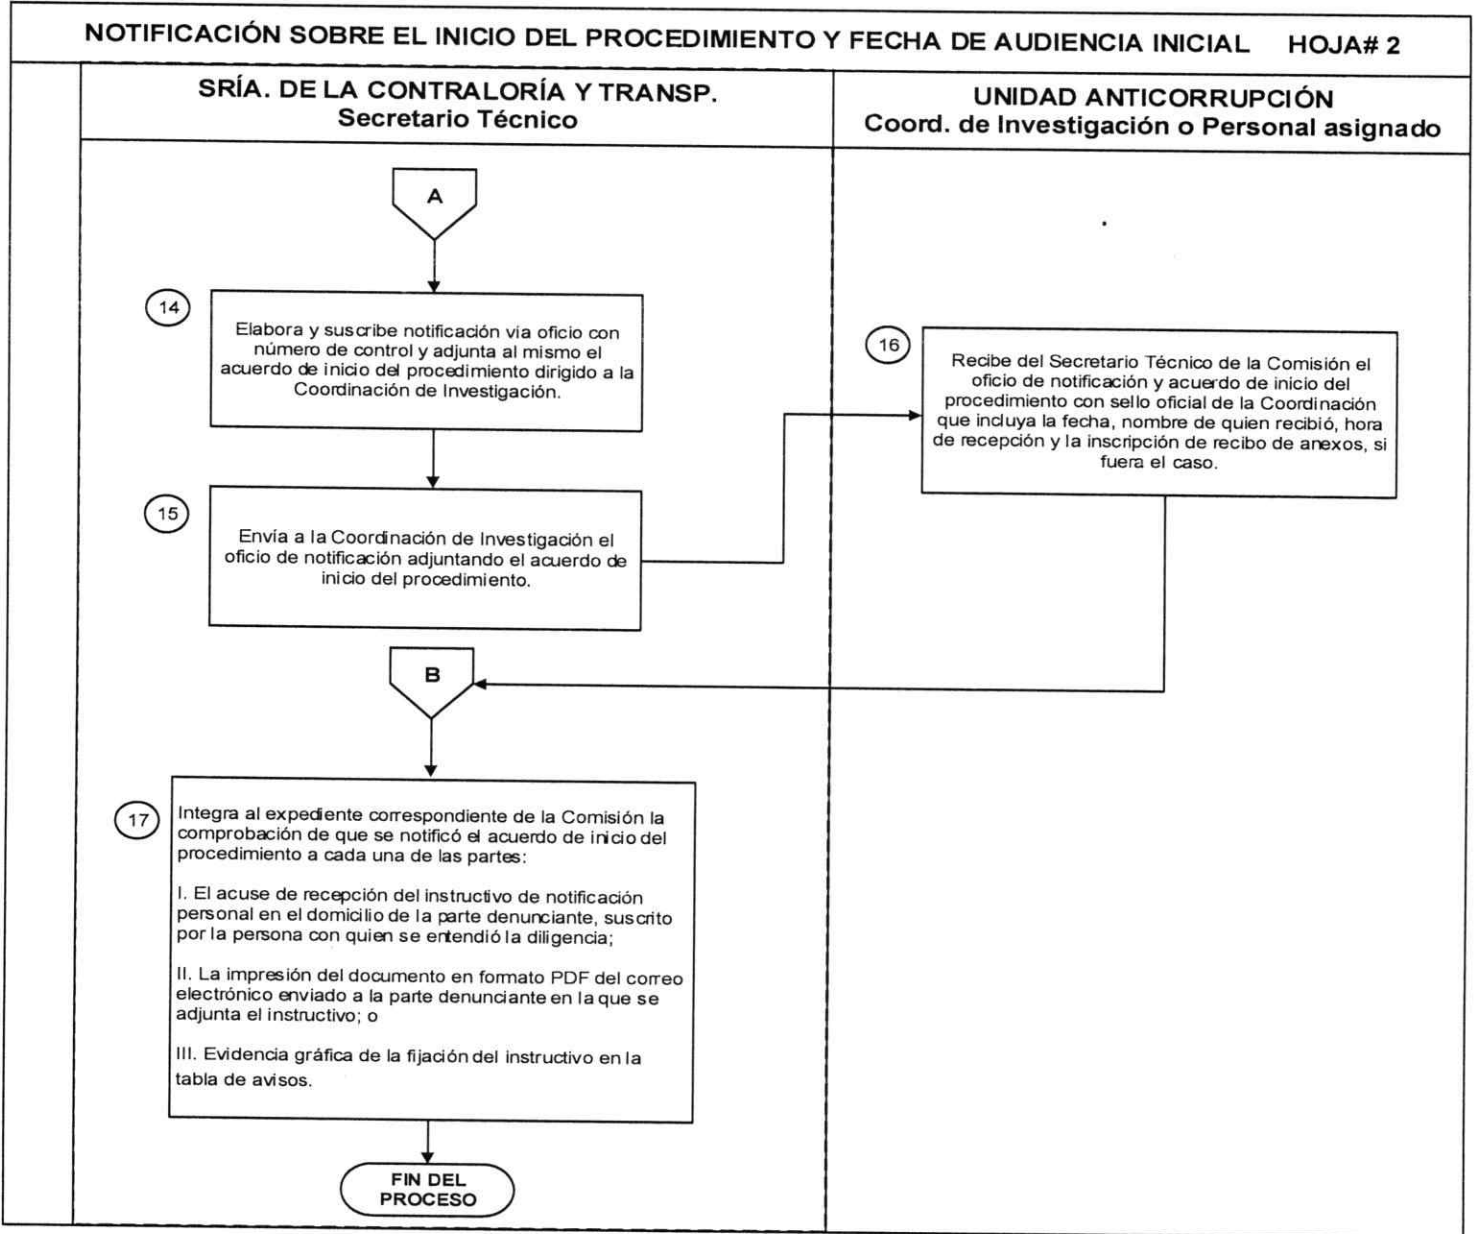 NOTIFICACIÓN SOBRE EL INICIO DEL PROCEDIMIENTO Y FECHA DE AUDIENCIA INICIAL HOJA# 2
SRÍA. DE LA CONTRALORÍA Y TRANSP.
Secretario Técnico
UNIDAD ANTICORRUPCIÓN
Coord. de Investigación o Personal asignado
A
14
Elabora y suscribe notificación vía oficio con
número de control y adjunta al mismo el
acuerdo de inicio del procedimiento dirigido a la
Coordinación de Investigación.
15
Envía a la Coordinación de Investigación el
oficio de notificación adjuntando el acuerdo de
inicio del procedimiento.
16
Recibe del Secretario Técnico de la Comisión el
oficio de notificación y acuerdo de inicio del
procedimiento con sello oficial de la Coordinación
que incluya la fecha, nombre de quien recibió, hora
de recepción y la inscripción de recibo de anexos, si
fuera el caso.
B
17
Integra al expediente correspondiente de la Comisión la
comprobación de que se notificó el acuerdo de inicio del
procedimiento a cada una de las partes:
I. El acuse de recepción del instructivo de notificación
personal en el domicilio de la parte denunciante, suscrito
por la persona con quien se entendió la diligencia;
II. La impresión del documento en formato PDF del correo
electrónico enviado a la parte denunciante en la que se
adjunta el instructivo; o
III. Evidencia gráfica de la fijación del instructivo en la
tabla de avisos.
FIN DEL
PROCESO